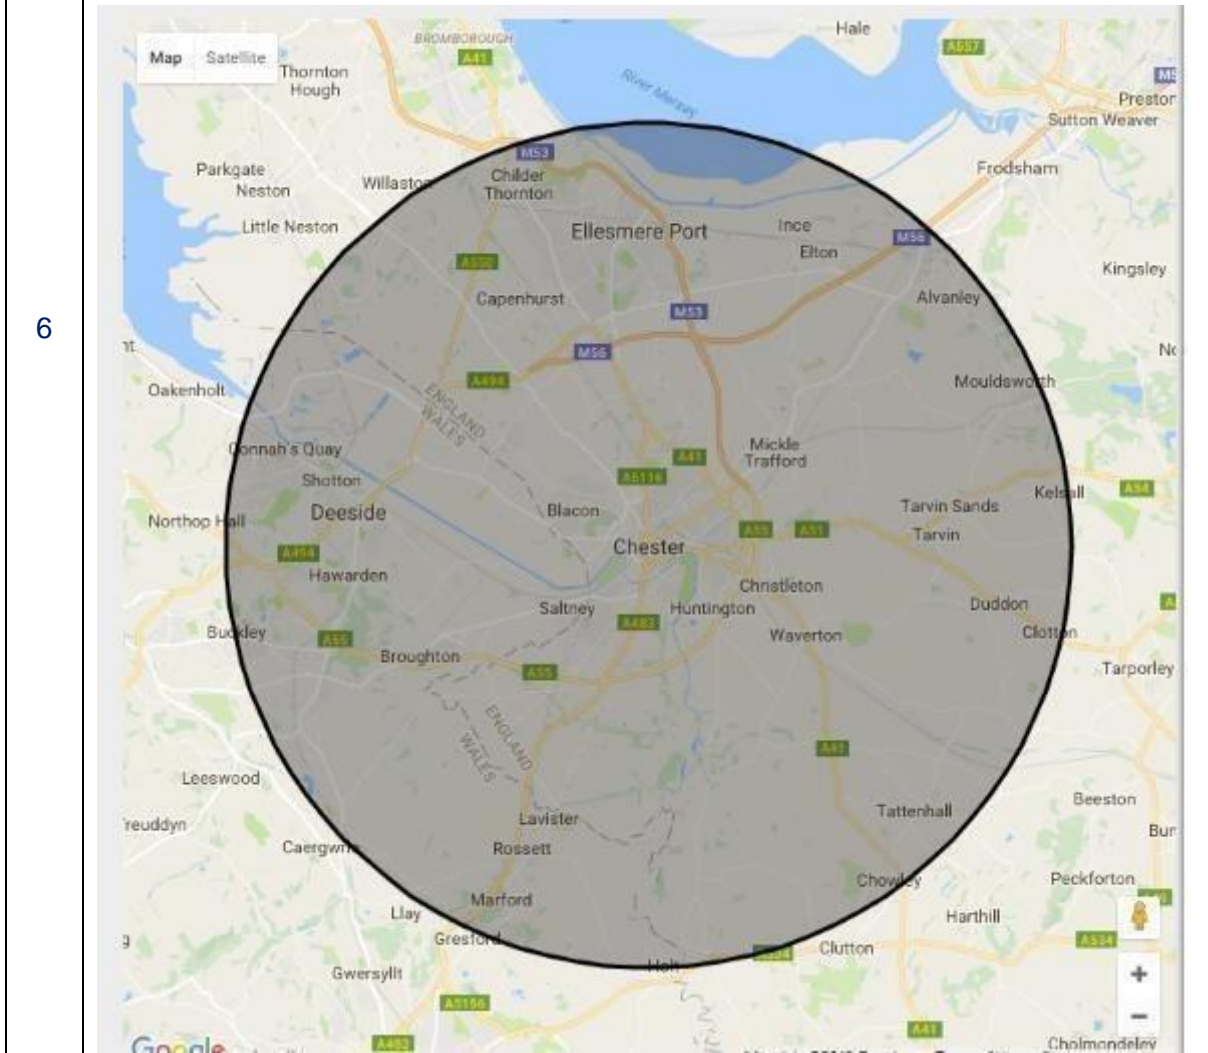 Hale
BROMBOROUGH
A557
Map Satellite
A41
Thornton
Hough
River Mersey
Preston
Sutton Weaver
M53
Parkgate
Childer
Frodsham
Willaston
Neston
Thornton
Little Neston
Ellesmere Port
Ince
M56
Elton
A550
Kingsley
Capenhurst
Alvanley
M53
6
M56
A494
Mouldsworth
Oakenholt
ENGLAND
WALES
Connah's Quay
Mickle
Trafford
A41
Shotton
A5116
Kelsall
A54
Deeside
Blacon
Tarvin Sands
Northop Hall
A55
A51
Tarvin
Chester
A494
Hawarden
Christleton
Saltney
Huntington
Duddon
A483
Buckley
A55
Waverton
Clotton
Broughton
Tarporley
A55
ENGLAND
WALES
A41
Leeswood
Beeston
Tattenhall
Lavister
Caergwrle
Rossett
Chowley
Peckforton
Marford
Llay
Harthill
Gresford
A534
Clutton
A534
Holt
Gwersyllt
+
A5156
−
A483
A41
Cholmondeley
Google